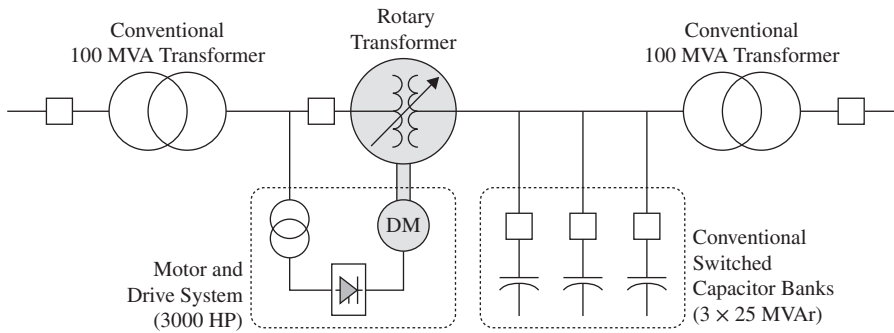 Conventional
100 MVA Transformer
Rotary
Transformer
Conventional
100 MVA Transformer
DM
Motor and
Drive System
(3000 HP)
Conventional
Switched
Capacitor Banks
(3 × 25 MVAr)